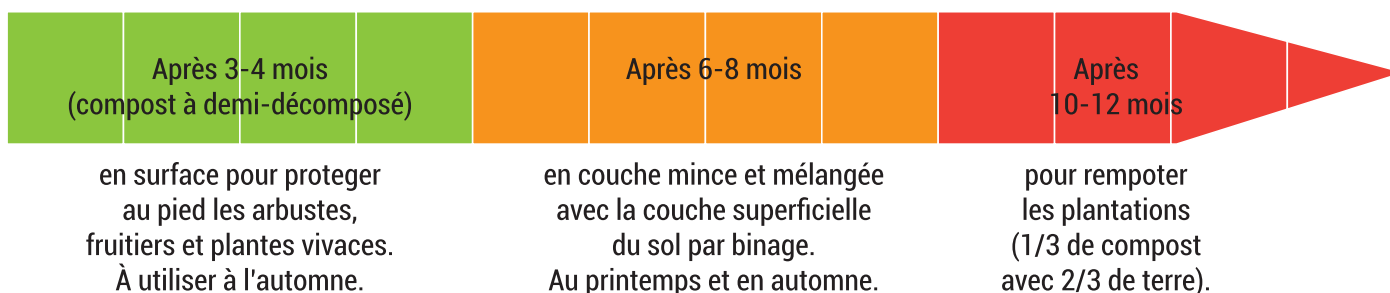 Après 3-4 mois
(compost à demi-décomposé)
en surface pour proteger
au pied les arbustes,
fruitiers et plantes vivaces.
À utiliser à l'automne.
Après 6-8 mois
en couche mince et mélangée
avec la couche superficielle
du sol par binage.
Au printemps et en automne.
Après
10-12 mois
pour rempoter
les plantations
(1/3 de compost
avec 2/3 de terre).